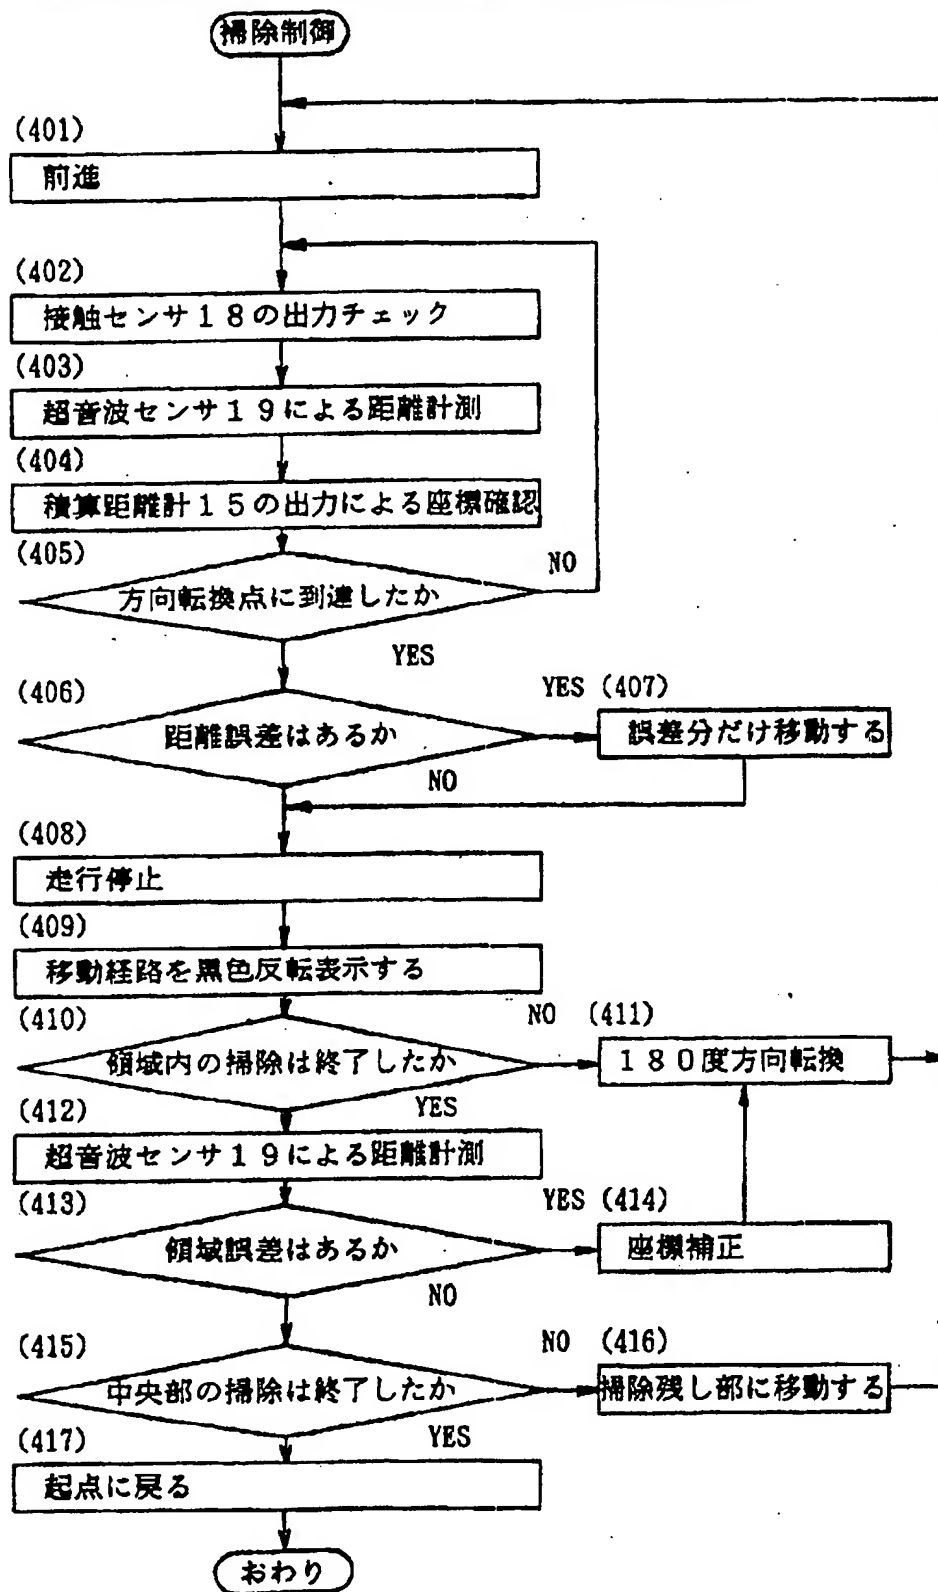 掃除制御
(401)
前進
(402)
接触センサ18の出力チェック
(403)
超音波センサ19による距離計測
(404)
積算距離計15の出力による座標確認
(405)
方向転換点に到達したか
NO
YES
(406)
距離誤差はあるか
YES (407)
誤差分だけ移動する
NO
(408)
走行停止
(409)
移動経路を黒色反転表示する
(410)
領域内の掃除は終了したか
NO (411)
180度方向転換
YES
(412)
超音波センサ19による距離計測
(413)
領域誤差はあるか
YES (414)
座標補正
NO
(415)
中央部の掃除は終了したか
NO (416)
掃除残し部に移動する
YES
(417)
起点に戻る
おわり